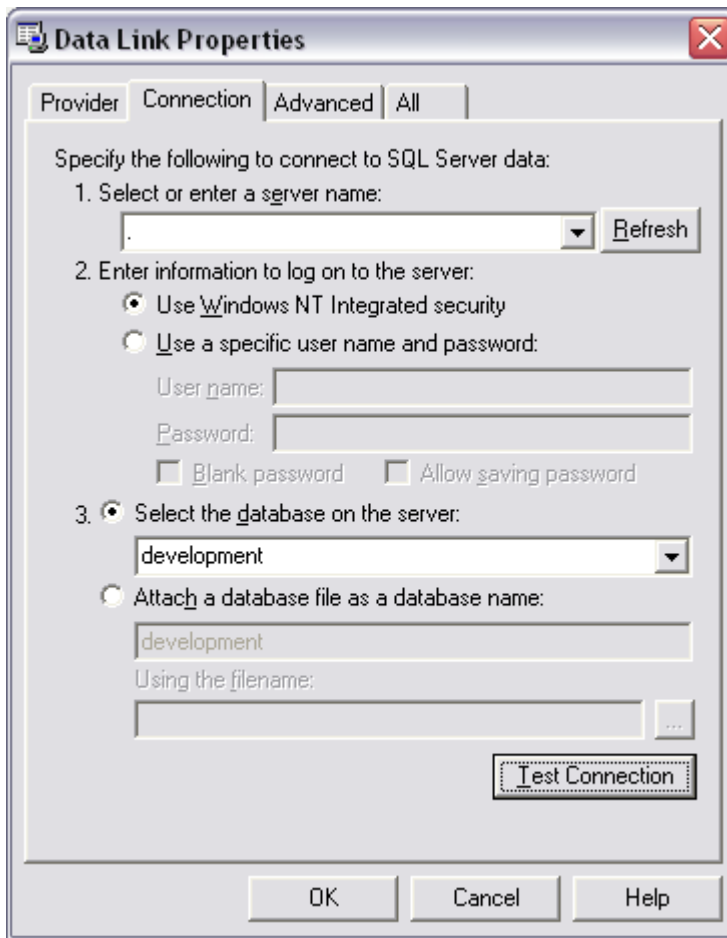 Data Link Properties
Provider Connection Advanced All
Specify the following to connect to SQL Server data:
1. Select or enter a server name:
. Refresh
2. Enter information to log on to the server:
Use Windows NT Integrated security
Use a specific user name and password:
User name:
Password:
Blank password Allow saving password
3. Select the database on the server:
development
Attach a database file as a database name:
development
Using the filename:
...
Test Connection
OK Cancel Help